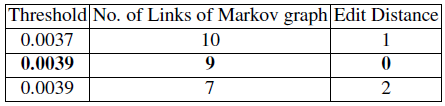 Threshold No. of Links of Markov graph Edit Distance
0.0037 10 1
0.0039 9 0
0.0039 7 2